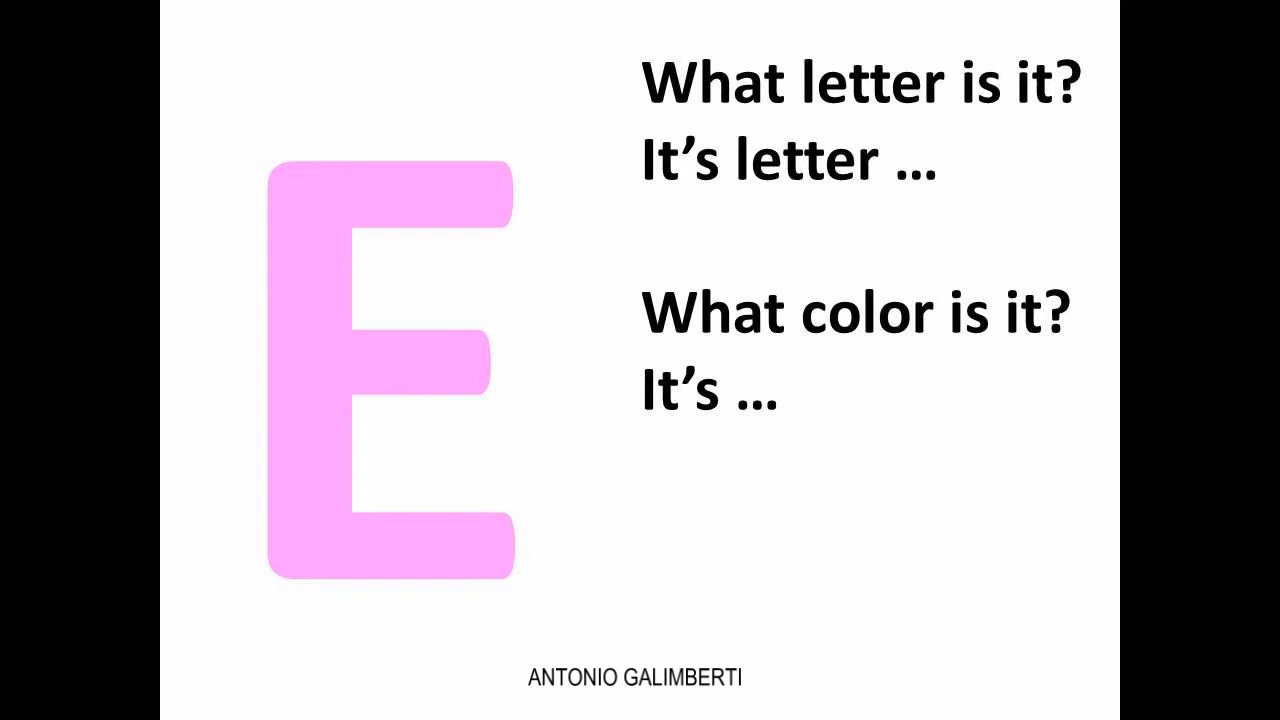 E
What letter is it?
It’s letter ...
What color is it?
It’s ...
ANTONIO GALIMBERTI